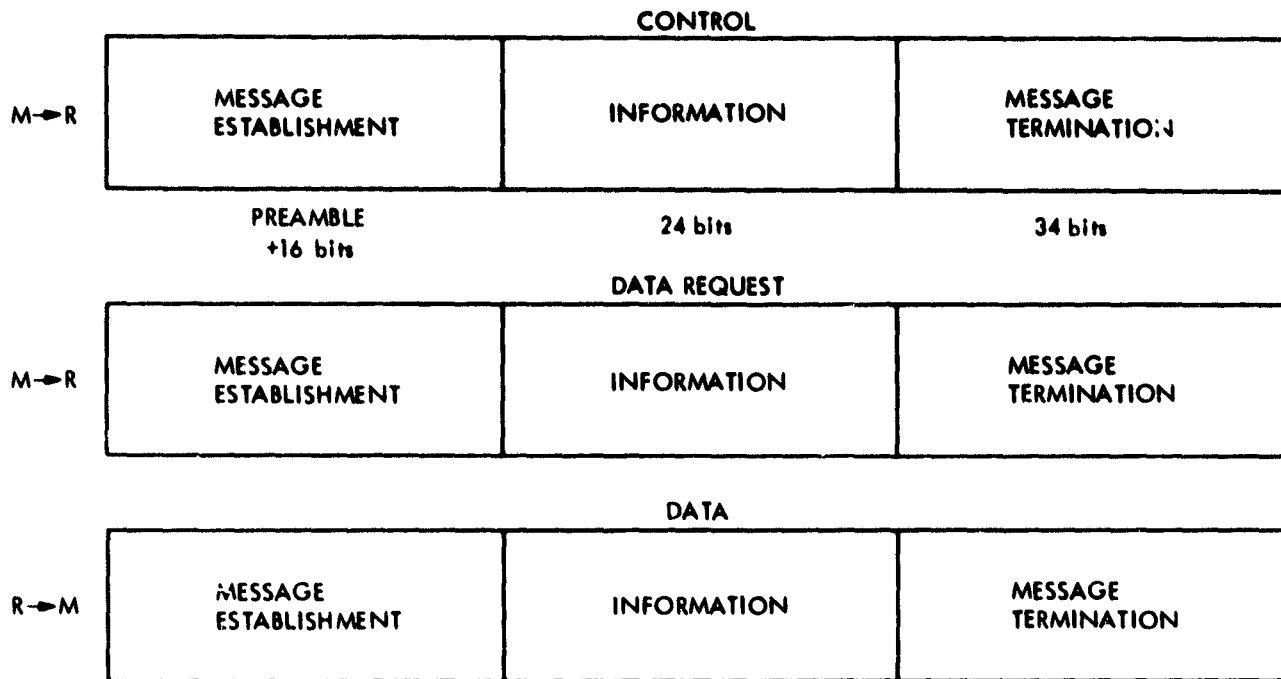 CONTROL
M→R
MESSAGE
ESTABLISHMENT
INFORMATION
MESSAGE
TERMINATION
PREAMBLE
+16 bits
24 bits
34 bits
DATA REQUEST
M→R
MESSAGE
ESTABLISHMENT
INFORMATION
MESSAGE
TERMINATION
DATA
R→M
MESSAGE
ESTABLISHMENT
INFORMATION
MESSAGE
TERMINATION